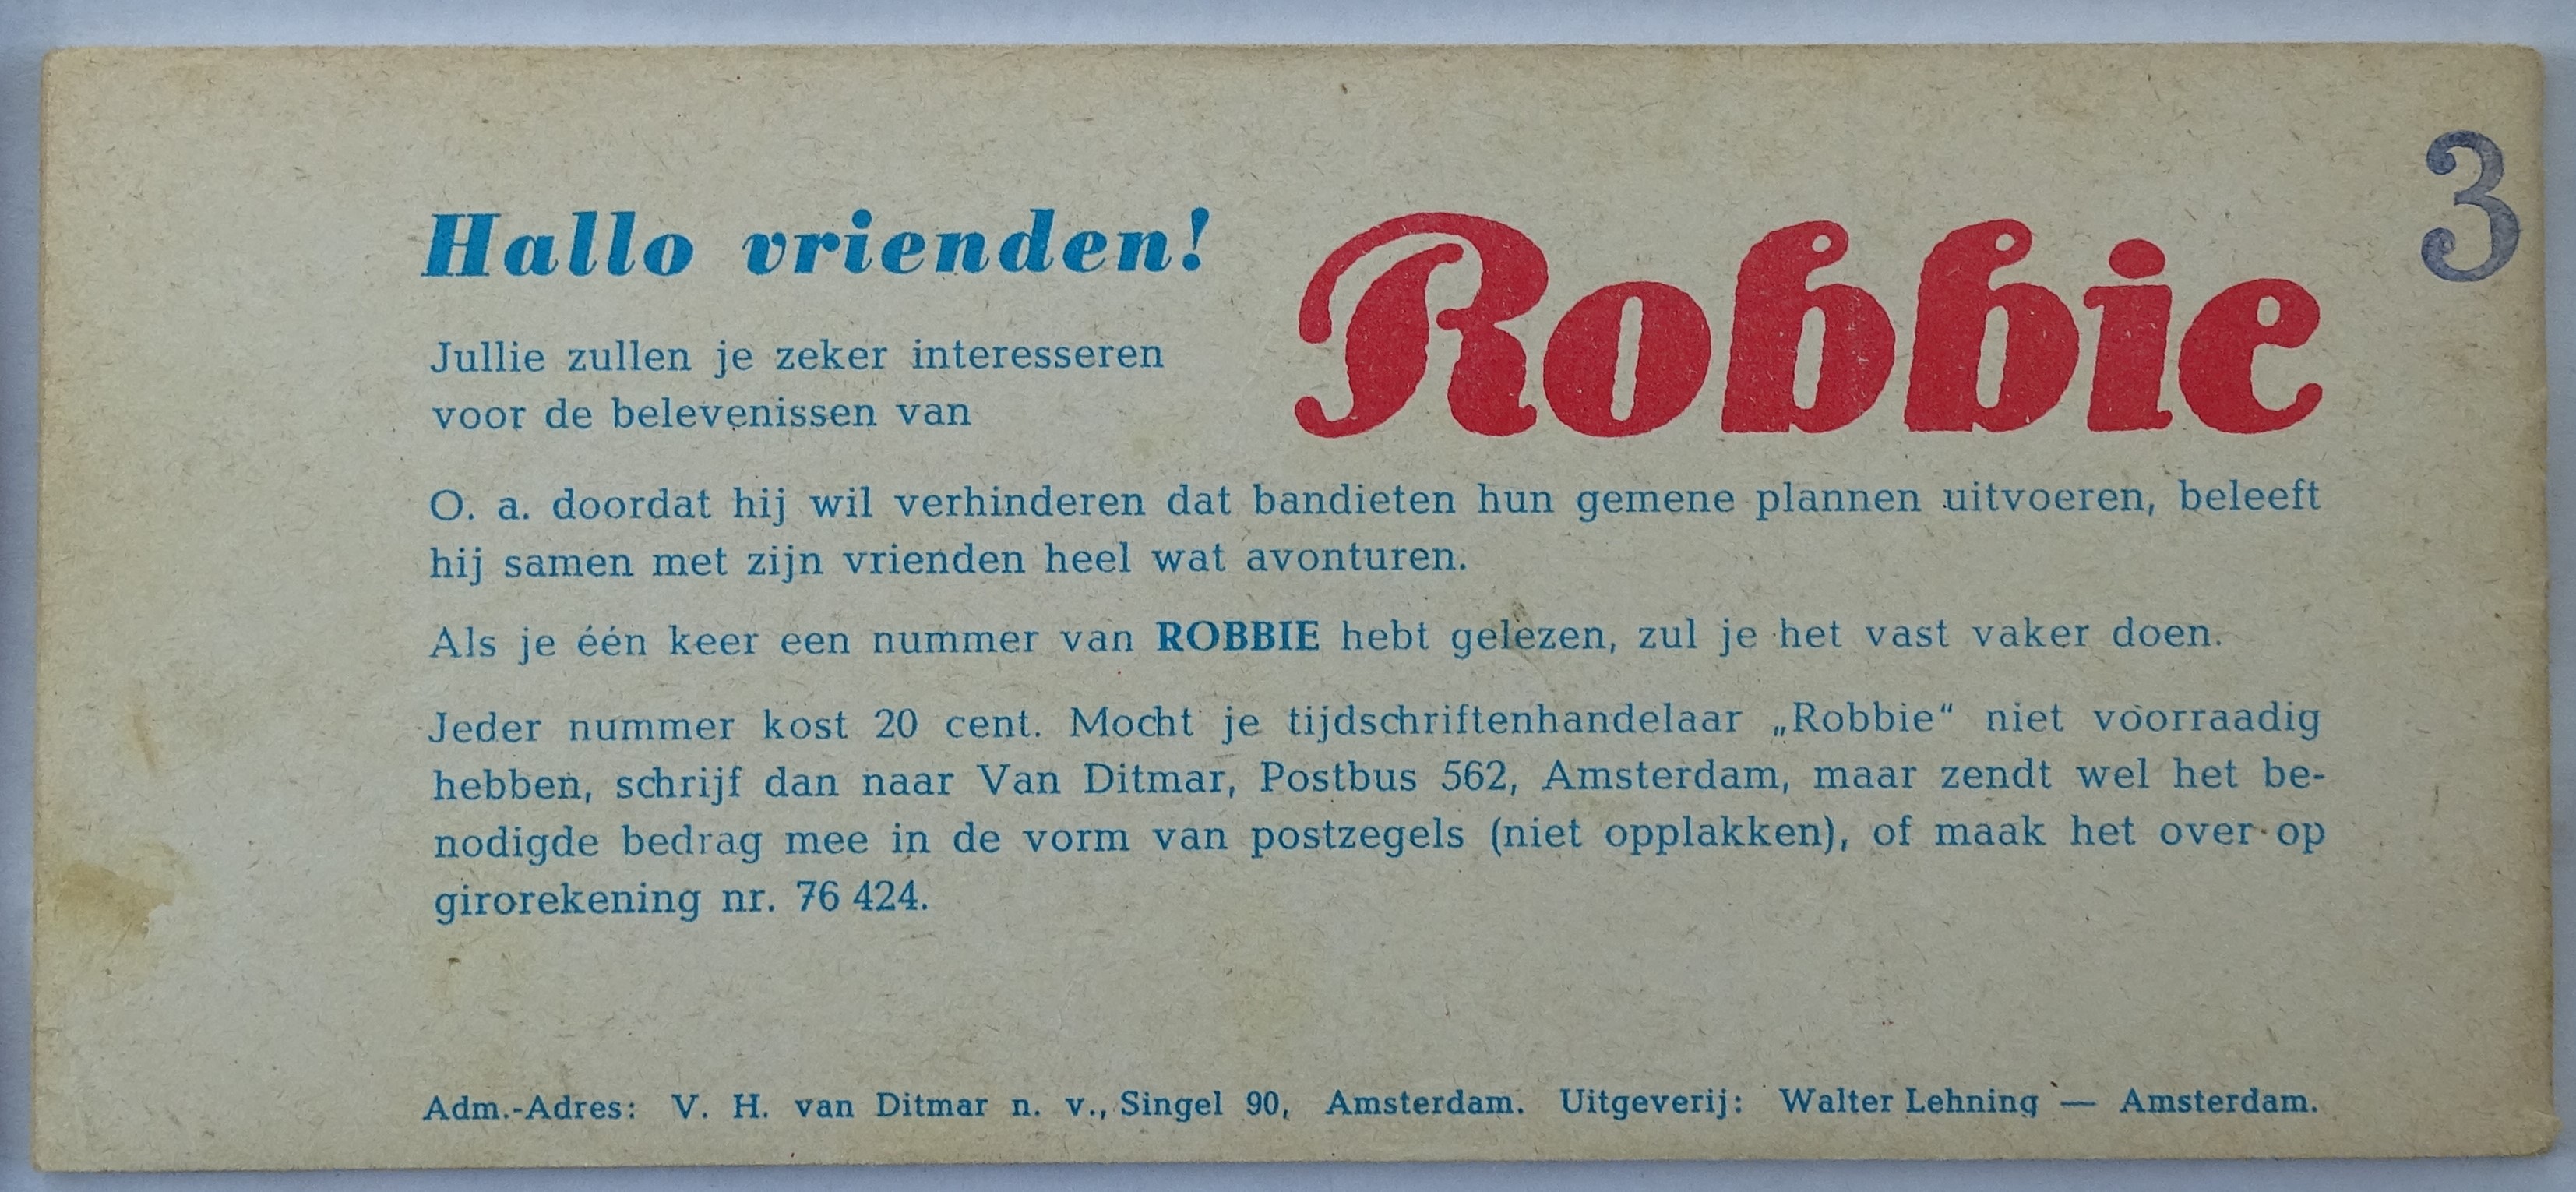 3
Hallo vrienden!
Jullie zullen je zeker interesseren
voor de belevenissen van
Robbie
O. a. doordat hij wil verhinderen dat bandieten hun gemene plannen uitvoeren, beleeft
hij samen met zijn vrienden heel wat avonturen.
Als je één keer een nummer van ROBBIE hebt gelezen, zul je het vast vaker doen.
Jeder nummer kost 20 cent. Mocht je tijdschriftenhandelaar „Robbie“ niet voorraadig
hebben, schrijf dan naar Van Ditmar, Postbus 562, Amsterdam, maar zendt wel het be-
nodigde bedrag mee in de vorm van postzegels (niet opplakken), of maak het over op
girorekening nr. 76 424.
Adm.-Adres: V. H. van Ditmar n. v., Singel 90, Amsterdam. Uitgeverij: Walter Lehning — Amsterdam.